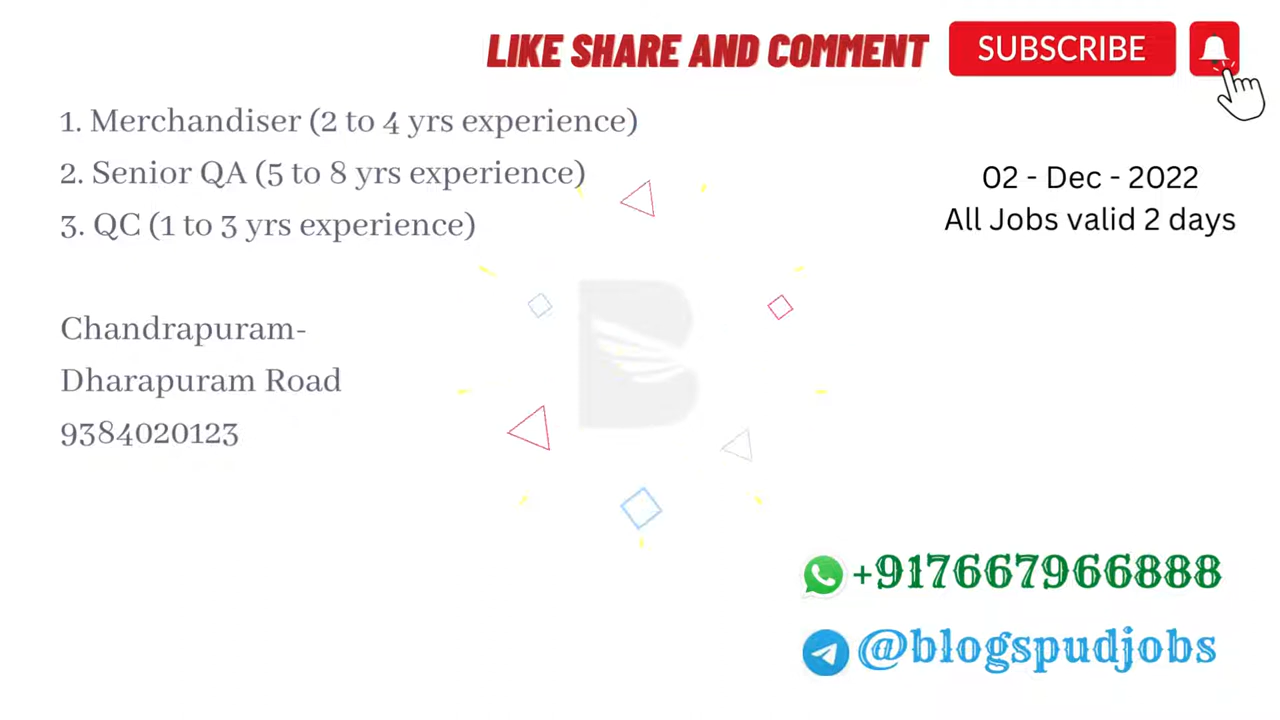 LIKE SHARE AND COMMENT
SUBSCRIBE
1. Merchandiser (2 to 4 yrs experience)
2. Senior QA (5 to 8 yrs experience)
3. QC (1 to 3 yrs experience)
02 - Dec - 2022
All Jobs valid 2 days
Chandrapuram-
Dharapuram Road
9384020123
B
+917667966888
@blogspudjobs